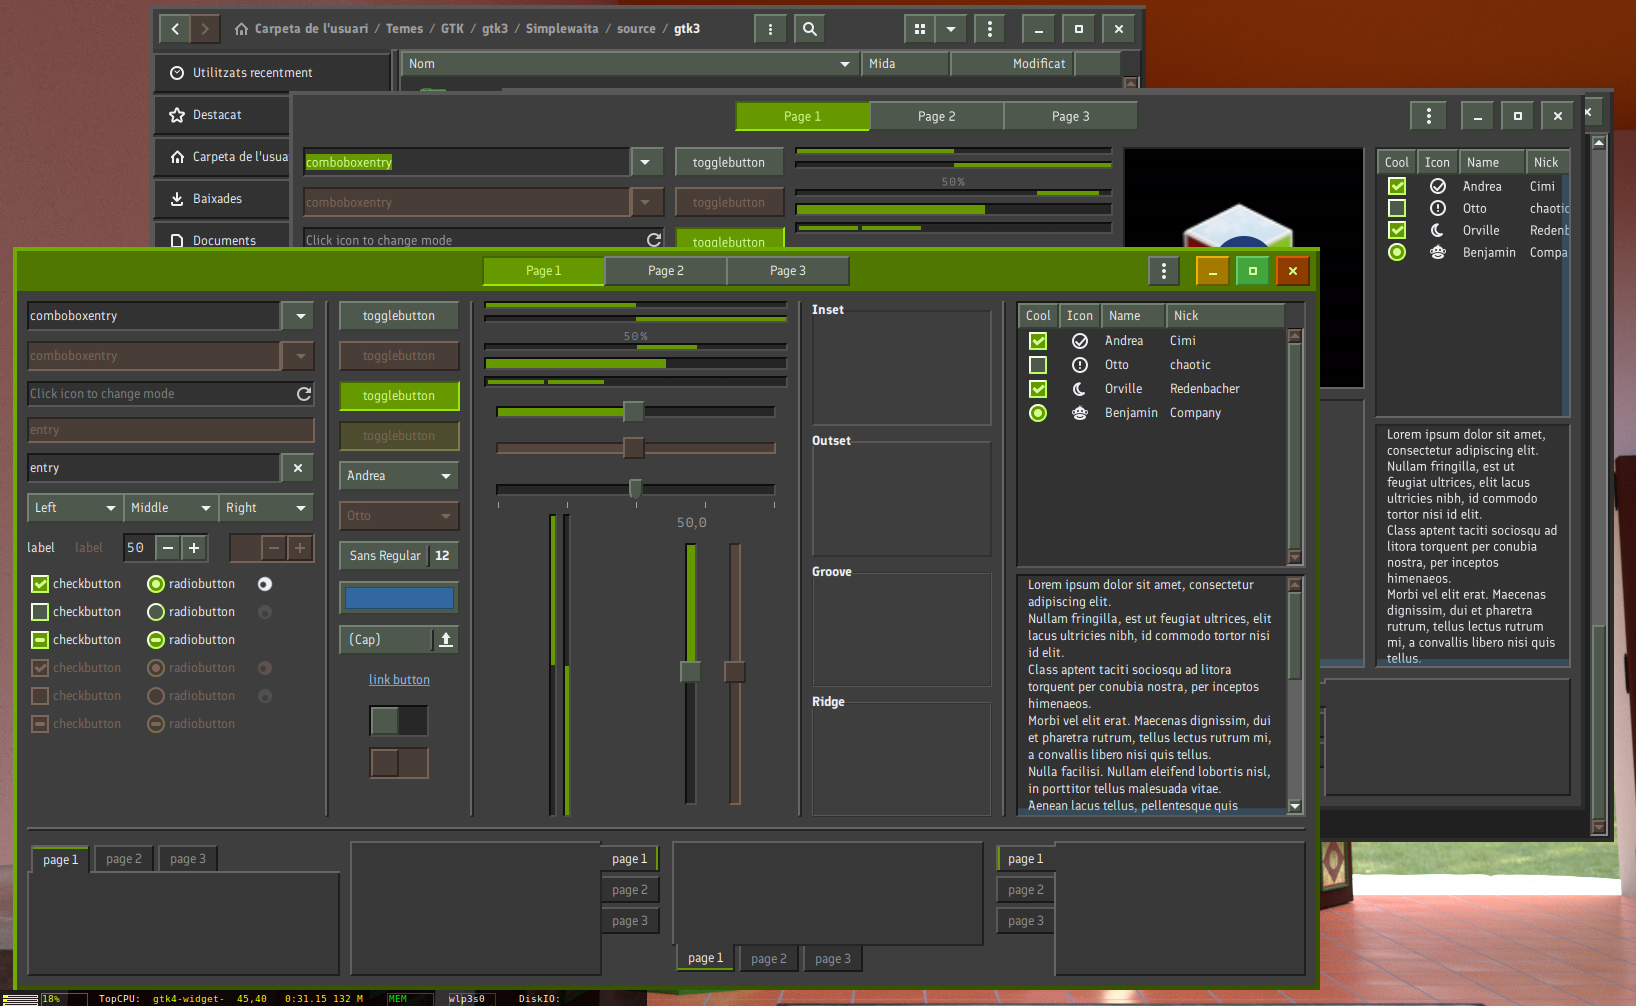 Carpeta de l'usuari / Temes / GTK / gtk3 / Simplewaita / source / gtk3
Utilitzats recentment
Destacat
Carpeta de l'usua
Baixades
Documents
Nom Mida Modificat
Page 1 Page 2 Page 3
comboboxentry togglebutton
50%
comboboxentry togglebutton
Click icon to change mode togglebutton
Cool Icon Name Nick
Andrea Cimi
Otto chaotic
Orville Redenb
Benjamin Compa
Lorem ipsum dolor sit amet,
consectetur adipiscing elit.
Nullam fringilla, est ut
feugiat ultrices, elit lacus
ultricies nibh, id commodo
tortor nisi id elit.
Class aptent taciti sociosqu ad
litora torquent per conubia
nostra, per inceptos
himenaeos.
Morbi vel elit erat. Maecenas
dignissim, dui et pharetra
rutrum, tellus lectus rutrum
mi, a convallis libero nisi quis
tellus.
Page 1 Page 2 Page 3
comboboxentry
comboboxentry
Click icon to change mode
entry
entry
Left Middle Right
label label 50
checkbutton radiobutton
checkbutton radiobutton
checkbutton radiobutton
checkbutton radiobutton
checkbutton radiobutton
checkbutton radiobutton
togglebutton
togglebutton
togglebutton
togglebutton
Andrea
Otto
Sans Regular 12
(Cap)
link button
50%
50,0
Inset
Outset
Groove
Ridge
Cool Icon Name Nick
Andrea Cimi
Otto chaotic
Orville Redenbacher
Benjamin Company
Lorem ipsum dolor sit amet, consectetur
adipiscing elit.
Nullam fringilla, est ut feugiat ultrices, elit
lacus ultricies nibh, id commodo tortor nisi
id elit.
Class aptent taciti sociosqu ad litora
torquent per conubia nostra, per inceptos
himenaeos.
Morbi vel elit erat. Maecenas dignissim, dui
et pharetra rutrum, tellus lectus rutrum mi,
a convallis libero nisi quis tellus.
Nulla facilisi. Nullam eleifend lobortis nisl,
in porttitor tellus malesuada vitae.
Aenean lacus tellus, pellentesque quis
page 1 page 2 page 3
page 1
page 2
page 3
page 1 page 2 page 3
page 1
page 2
page 3
18% TopCPU: gtk4-widget- 45,40 0:31.15 132 M MEM wlp3s0 DiskIO: